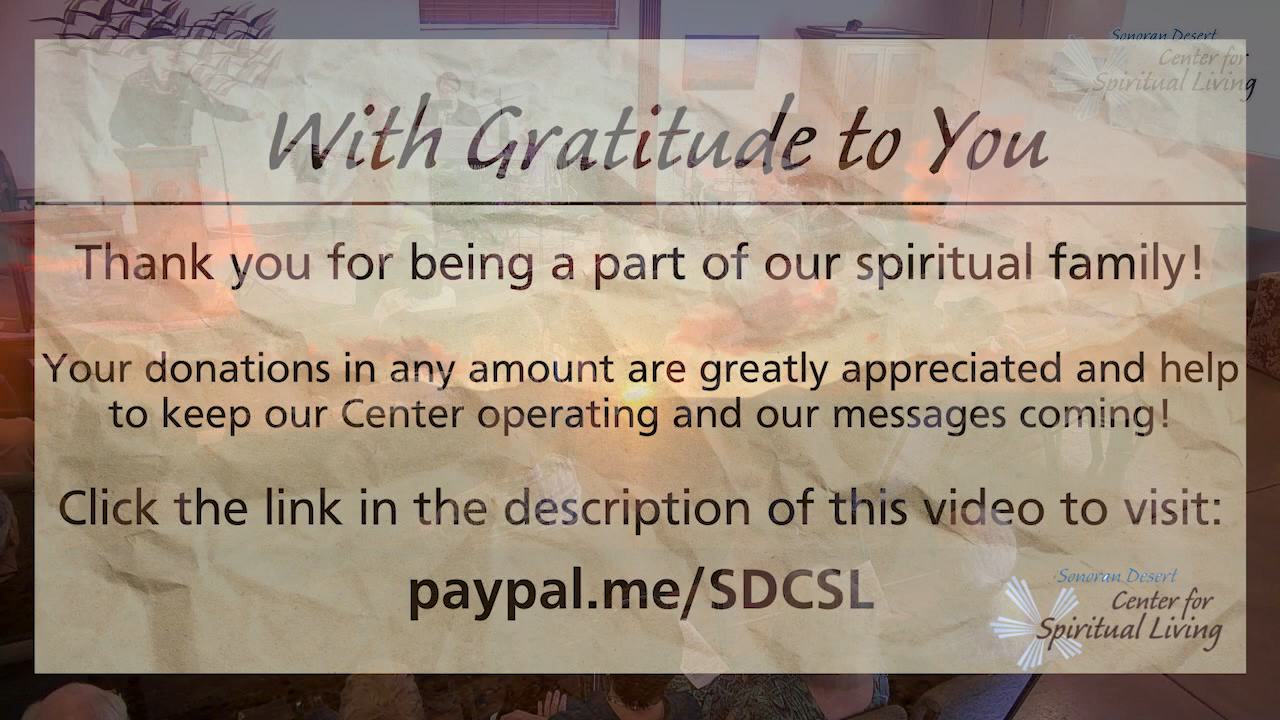 Sonoran Desert
Center for
Spiritual Living
With Gratitude to You
Thank you for being a part of our spiritual family!
Your donations in any amount are greatly appreciated and help
to keep our Center operating and our messages coming!
Click the link in the description of this video to visit:
paypal.me/SDCSL
Sonoran Desert
Center for
Spiritual Living